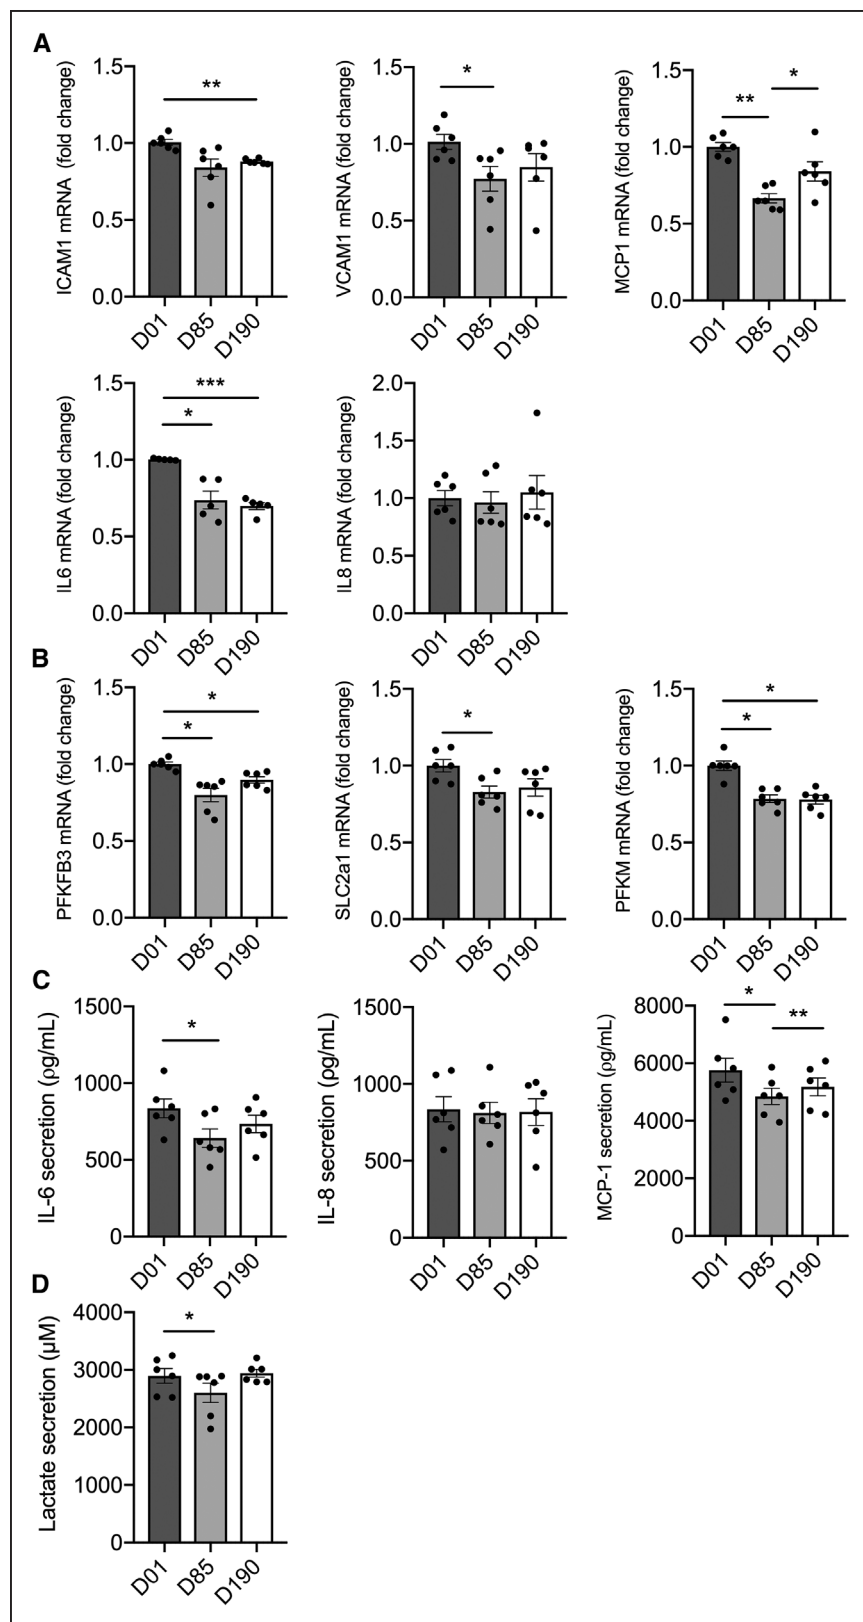 A
ICAM1 mRNA (fold change)
1.5
1.0
0.5
0.0
**
D01
D85
D190
VCAM1 mRNA (fold change)
1.5
1.0
0.5
0.0
*
D01
D85
D190
MCP1 mRNA (fold change)
1.5
1.0
0.5
0.0
**
*
D01
D85
D190
IL6 mRNA (fold change)
1.5
1.0
0.5
0.0
***
*
D01
D85
D190
IL8 mRNA (fold change)
2.0
1.5
1.0
0.5
0.0
D01
D85
D190
B
PFKFB3 mRNA (fold change)
1.5
1.0
0.5
0.0
*
*
D01
D85
D190
SLC2a1 mRNA (fold change)
1.5
1.0
0.5
0.0
*
D01
D85
D190
PFKM mRNA (fold change)
1.5
1.0
0.5
0.0
*
*
D01
D85
D190
C
IL-6 secretion (ρg/mL)
1500
1000
500
0
*
D01
D85
D190
IL-8 secretion (ρg/mL)
1500
1000
500
0
D01
D85
D190
MCP-1 secretion (ρg/mL)
8000
6000
4000
2000
0
*
**
D01
D85
D190
D
Lactate secretion (μM)
4000
3000
2000
1000
0
*
D01
D85
D190